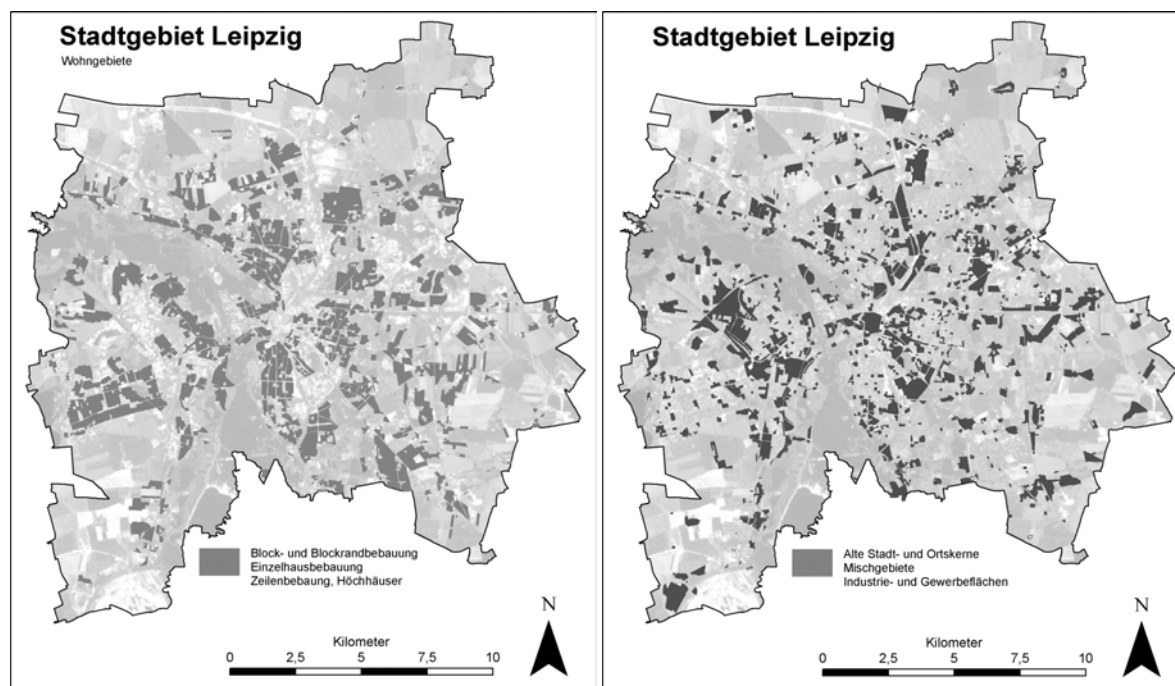 Stadtgebiet Leipzig
Wohngebiete
Block- und Blockrandbebauung
Einzelhausbebauung
Zeilenbebaung, Höchhäuser
N
Kilometer
0 2,5 5 7,5 10
Stadtgebiet Leipzig
Alte Stadt- und Ortskerne
Mischgebiete
Industrie- und Gewerbeflächen
N
Kilometer
0 2,5 5 7,5 10